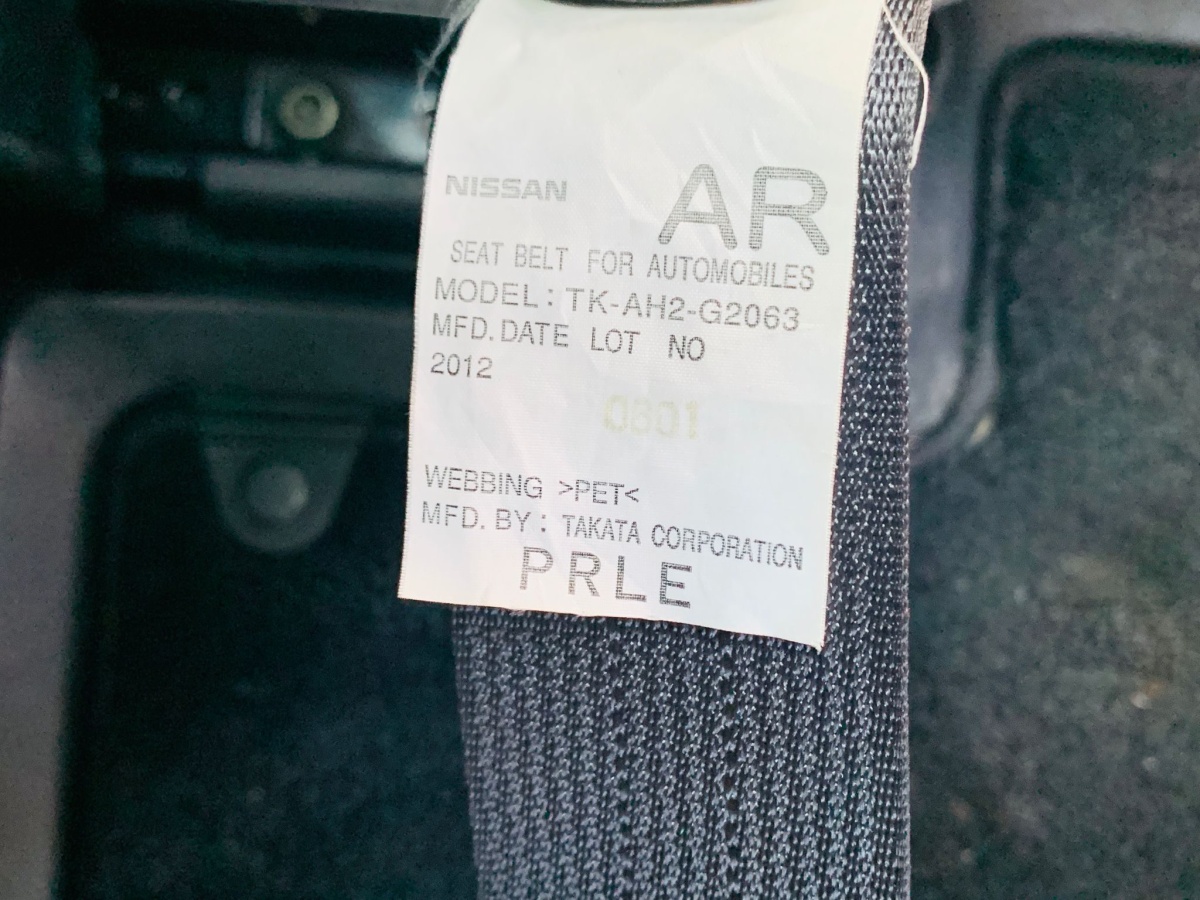 NISSAN AR
SEAT BELT FOR AUTOMOBILES
MODEL: TK-AH2-G2063
MFD. DATE LOT NO
2012
0801
WEBBING >PET<
MFD. BY: TAKATA CORPORATION
PRLE